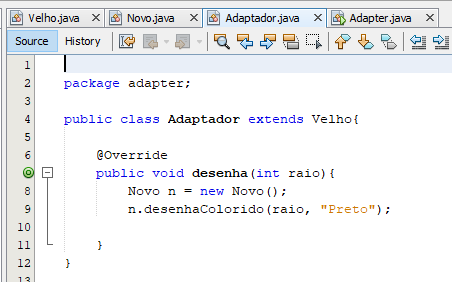 Velho.java Novo.java Adaptador.java Adapter.java
Source History
1
2 package adapter;
3
4 public class Adaptador extends Velho{
5
6 @Override
7 public void desenha(int raio){
8 Novo n = new Novo();
9 n.desenhaColorido(raio, "Preto");
10
11 }
12 }
13